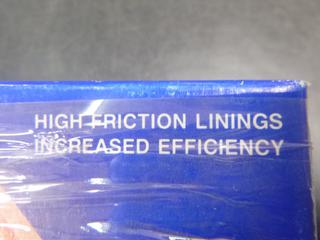 HIGH FRICTION LININGS
INCREASED EFFICIENCY